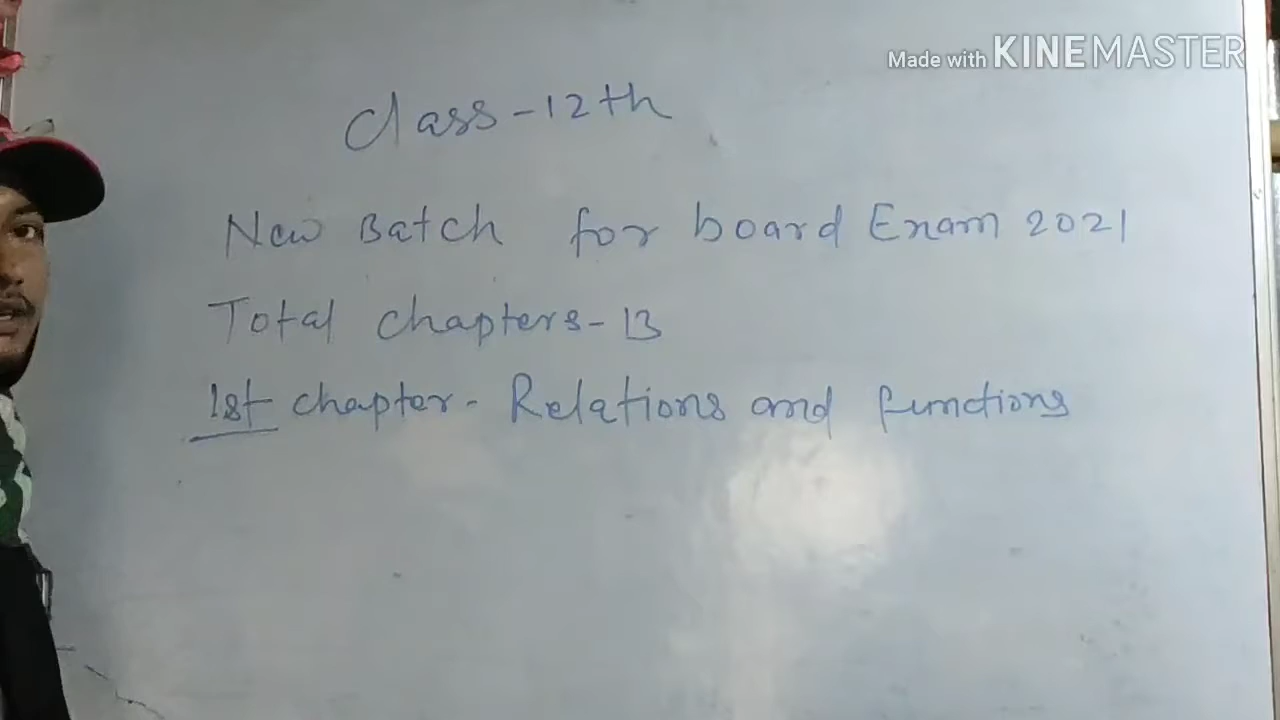 Made with KINEMASTER
Class-12th
New Batch for board Exam 2021
Total chapters-13
1st chapter- Relations and functions